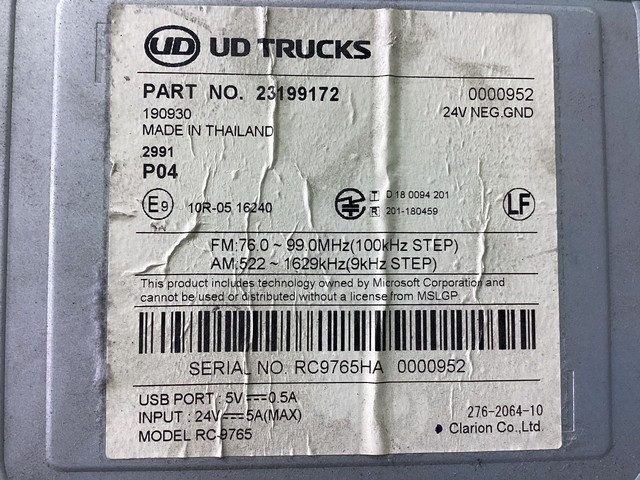 UD UD TRUCKS
PART NO. 23199172 0000952
190930 24V NEG.GND
MADE IN THAILAND
2991
P04
E9 10R-05 16240 T D 18 0094 201 LF
R 201-180459
FM:76.0 ~ 99.0MHz(100kHz STEP)
AM:522 ~ 1629kHz(9kHz STEP)
This product includes technology owned by Microsoft Corporation and
cannot be used or distributed without a license from MSLGP
SERIAL NO. RC9765HA 0000952
USB PORT : 5V⎓0.5A
INPUT : 24V⎓5A(MAX) 276-2064-10
MODEL RC-9765 Clarion Co.,Ltd.